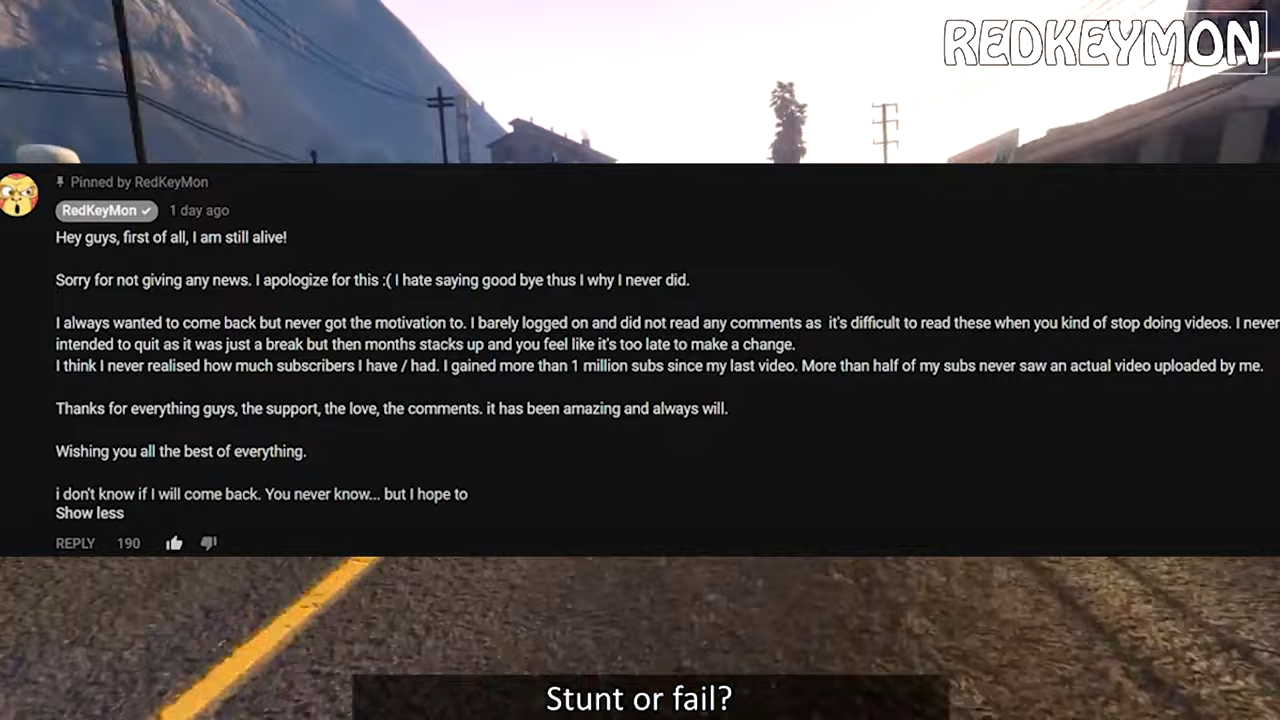 REDKEYMON
Pinned by RedKeyMon
RedKeyMon 1 day ago
Hey guys, first of all, I am still alive!
Sorry for not giving any news. I apologize for this :( I hate saying good bye thus I why I never did.
I always wanted to come back but never got the motivation to. I barely logged on and did not read any comments as it's difficult to read these when you kind of stop doing videos. I never
intended to quit as it was just a break but then months stacks up and you feel like it's too late to make a change.
I think I never realised how much subscribers I have / had. I gained more than 1 million subs since my last video. More than half of my subs never saw an actual video uploaded by me.
Thanks for everything guys, the support, the love, the comments. it has been amazing and always will.
Wishing you all the best of everything.
i don't know if I will come back. You never know... but I hope to
Show less
REPLY 190
Stunt or fail?